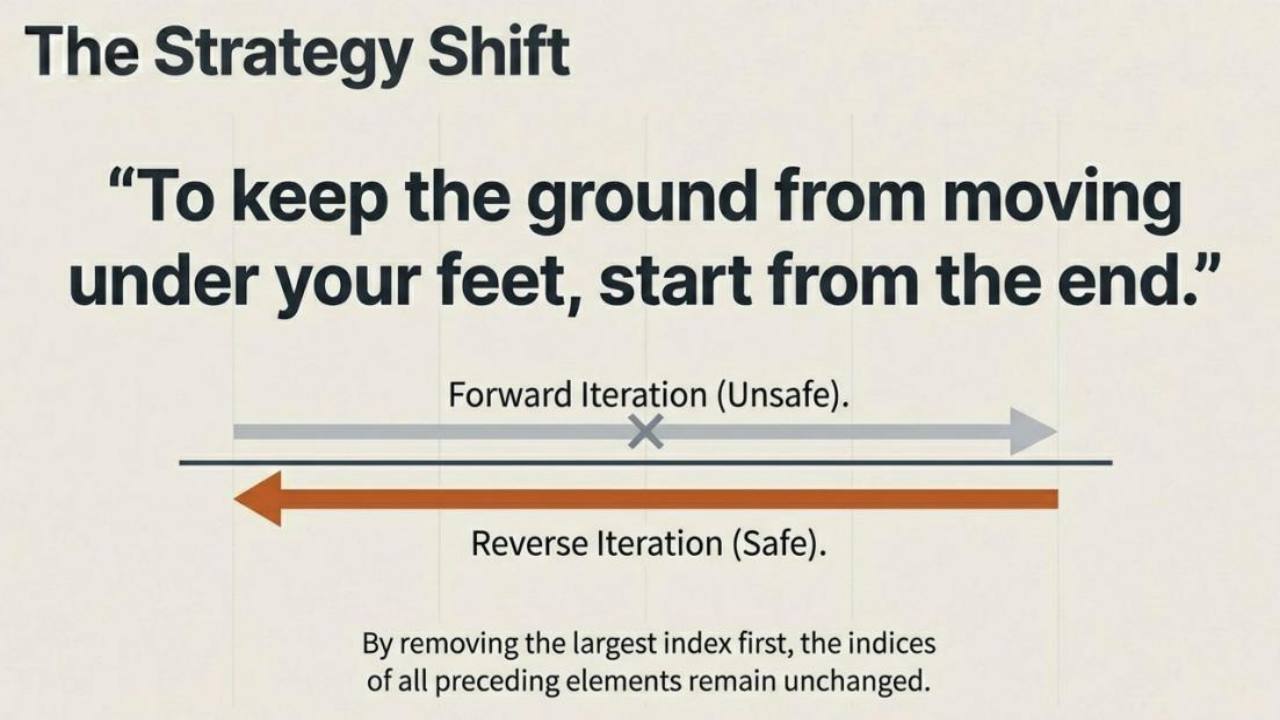 The Strategy Shift
“To keep the ground from moving
under your feet, start from the end.”
Forward Iteration (Unsafe).
Reverse Iteration (Safe).
By removing the largest index first, the indices
of all preceding elements remain unchanged.